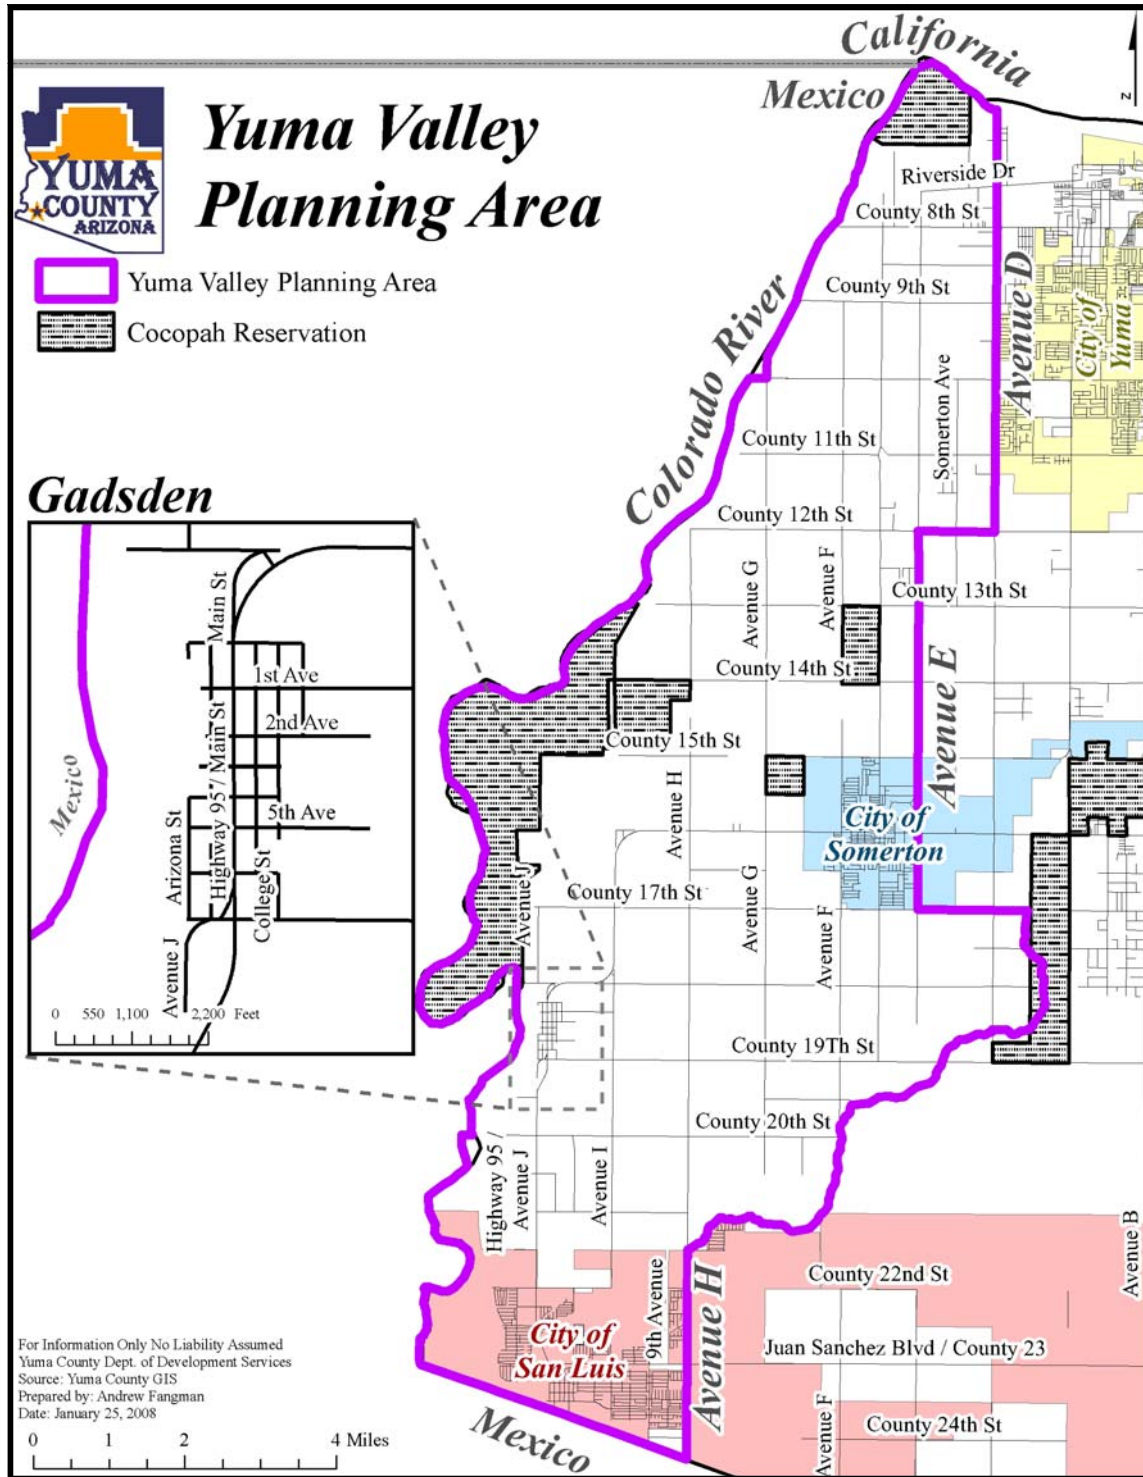 California
Mexico
N
Yuma Valley
Planning Area
YUMA
COUNTY
ARIZONA
Yuma Valley Planning Area
Cocopah Reservation
Riverside Dr
County 8th St
County 9th St
Avenue D
City of
Yuma
Colorado River
Somerton Ave
County 11th St
County 12th St
Avenue G
Avenue F
County 13th St
County 14th St
Avenue E
County 15th St
Avenue H
City of
Somerton
Avenue J
County 17th St
Avenue G
Avenue F
County 19Th St
County 20th St
Highway 95 /
Avenue J
Avenue I
Avenue B
County 22nd St
9th Avenue
Avenue H
City of
San Luis
Juan Sanchez Blvd / County 23
Avenue F
County 24th St
Mexico
Gadsden
Main St
1st Ave
2nd Ave
Highway 95 / Main St
5th Ave
Arizona St
College St
Avenue J
Mexico
0 550 1,100 2,200 Feet
For Information Only No Liability Assumed
Yuma County Dept. of Development Services
Source: Yuma County GIS
Prepared by: Andrew Fangman
Date: January 25, 2008
0 1 2 4 Miles